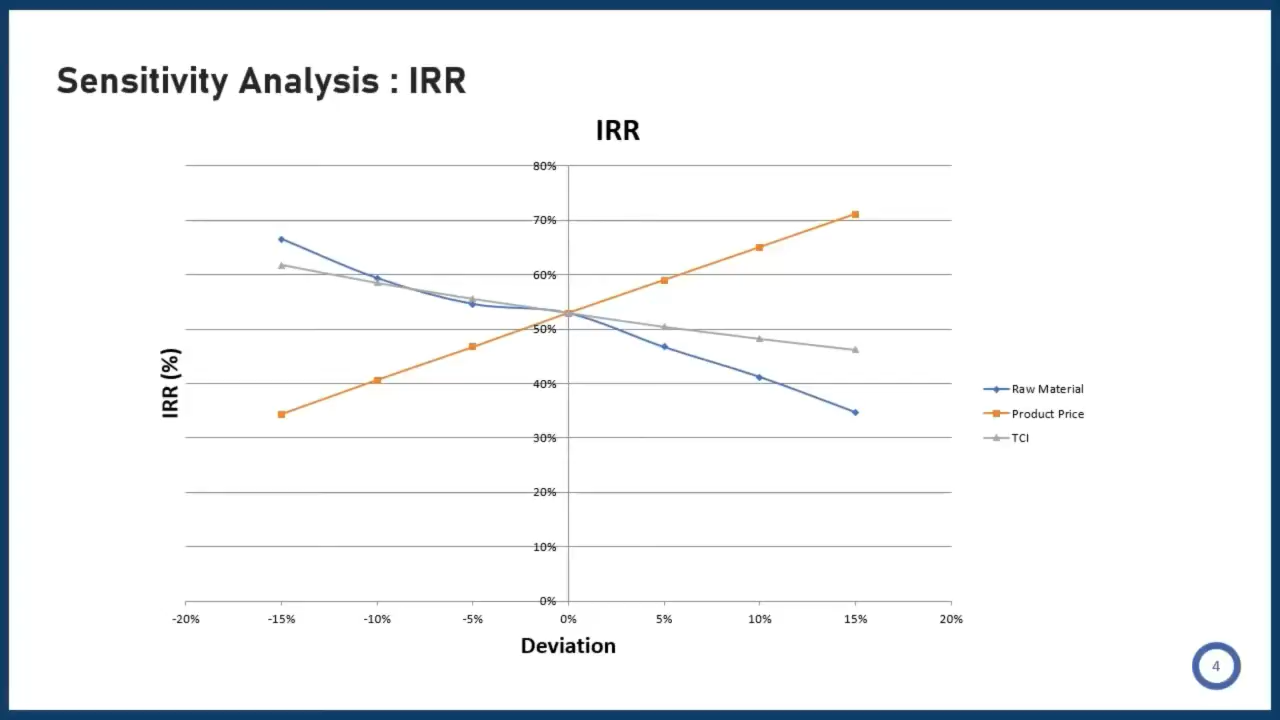 Sensitivity Analysis : IRR
IRR
80%
70%
60%
50%
40%
30%
20%
10%
0%
IRR (%)
-20% -15% -10% -5% 0% 5% 10% 15% 20%
Deviation
Raw Material
Product Price
TCI
4